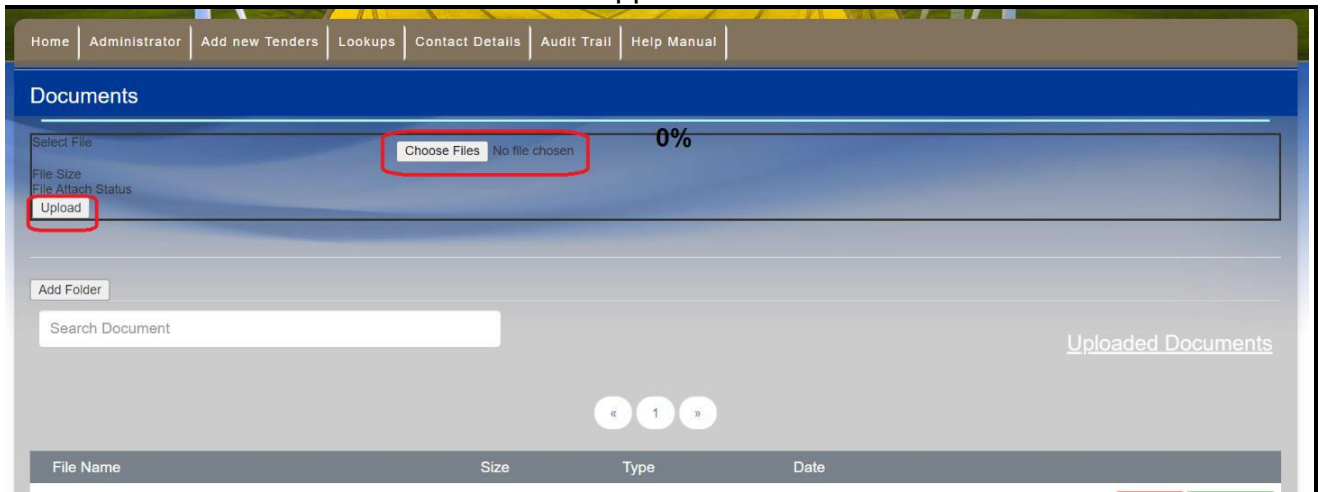 Home Administrator Add new Tenders Lookups Contact Details Audit Trail Help Manual
Documents
Select File Choose Files No file chosen 0%
File Size
File Attach Status
Upload
Add Folder
Search Document
Uploaded Documents
« 1 »
File Name Size Type Date